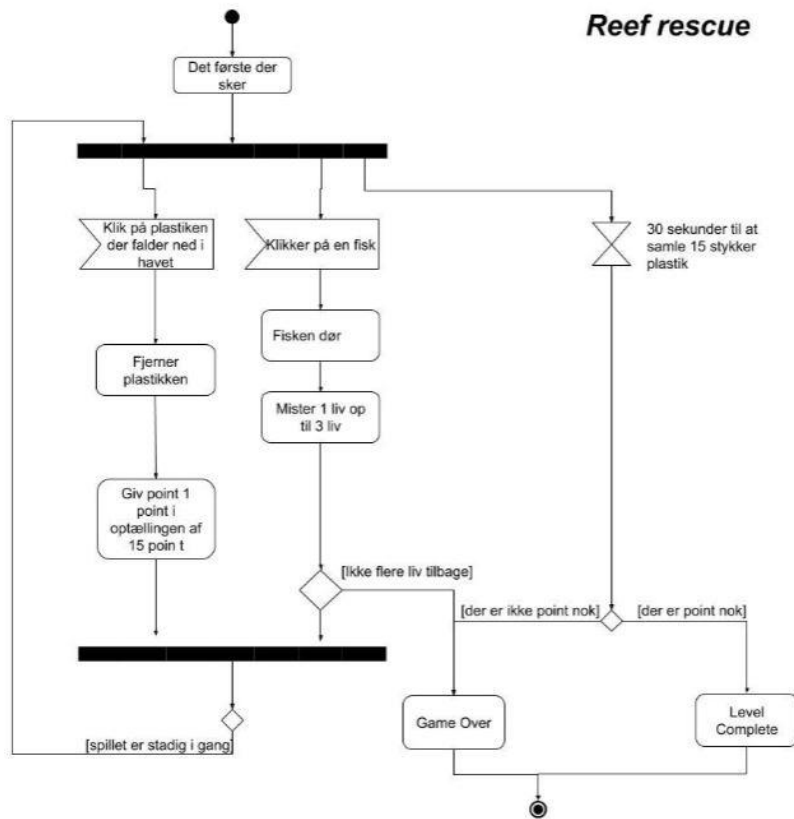 Reef rescue
Det første der
sker
Klik på plastiken
der falder ned i
havet
Klikker på en fisk
30 sekunder til at
samle 15 stykker
plastik
Fisken dør
Fjerner
plastikken
Mister 1 liv op
til 3 liv
Giv point 1
point i
optællingen af
15 poin t
[Ikke flere liv tilbage]
[der er ikke point nok]
[der er point nok]
Game Over
Level
Complete
[spillet er stadig i gang]